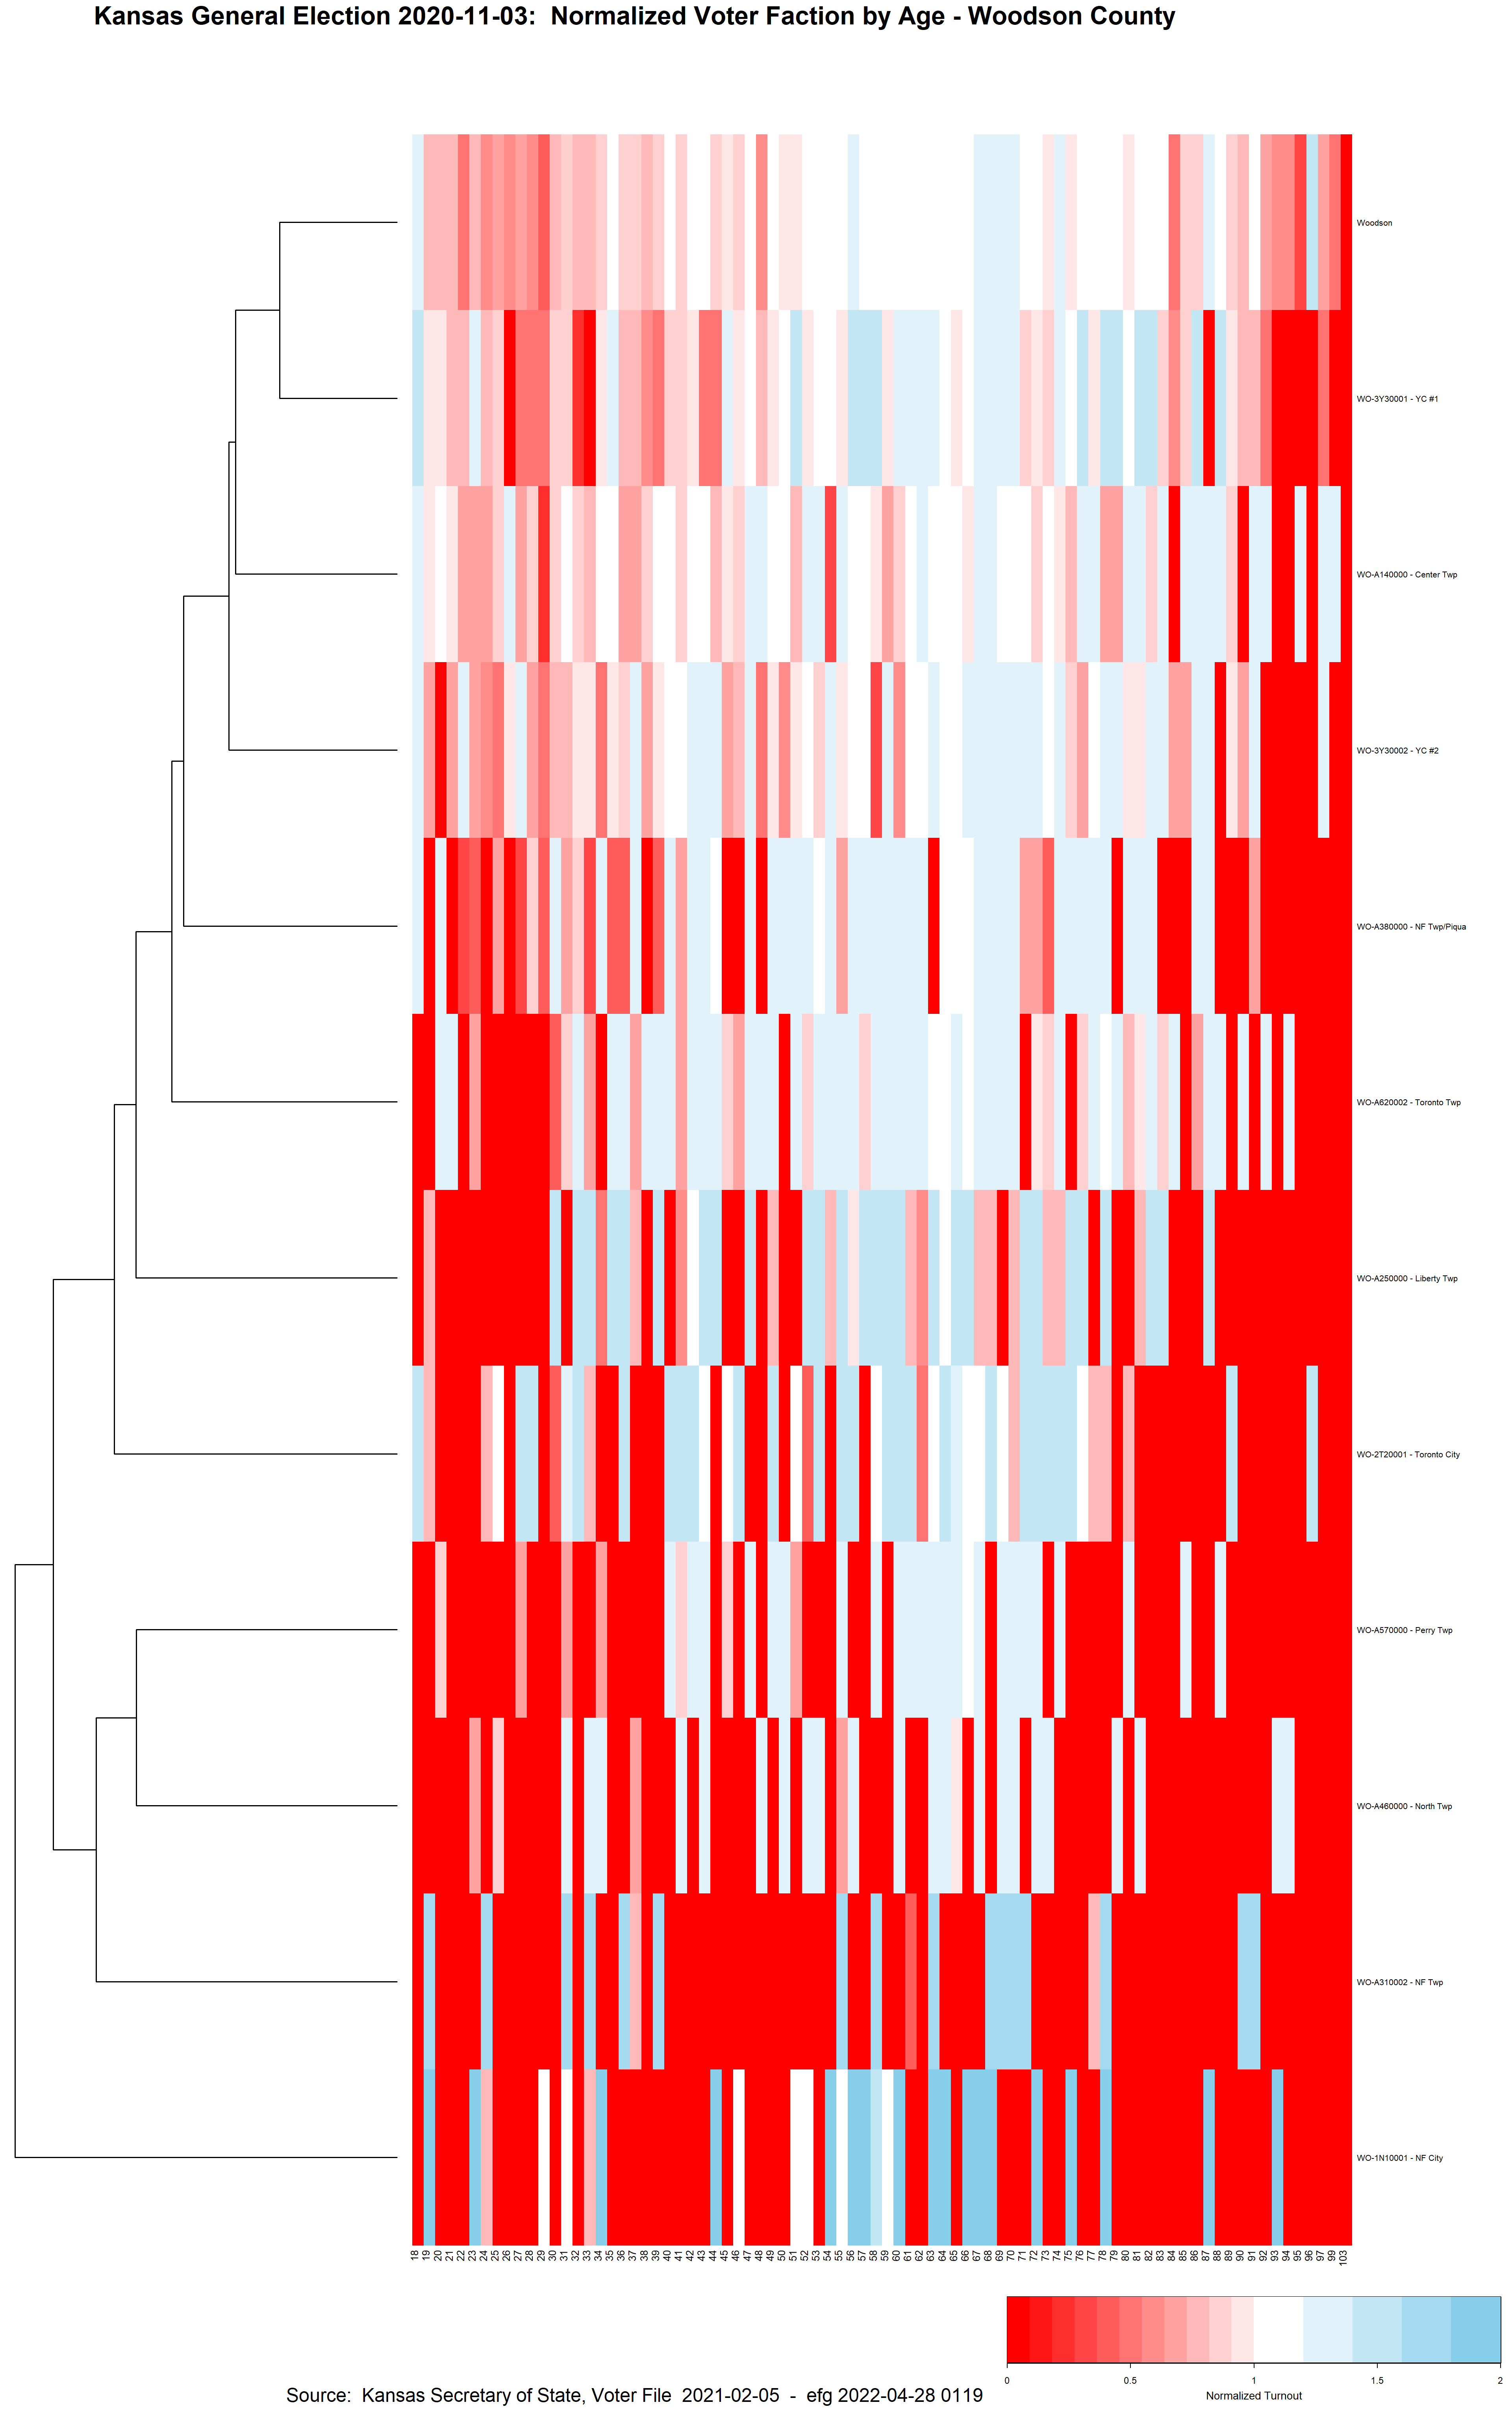 Kansas General Election 2020-11-03:  Normalized Voter Faction by Age - Woodson County
Woodson
WO-3Y30001 - YC #1
WO-A140000 - Center Twp
WO-3Y30002 - YC #2
WO-A380000 - NF Twp/Piqua
WO-A620002 - Toronto Twp
WO-A250000 - Liberty Twp
WO-2T20001 - Toronto City
WO-A570000 - Perry Twp
WO-A460000 - North Twp
WO-A310002 - NF Twp
WO-1N10001 - NF City
18 19 20 21 22 23 24 25 26 27 28 29 30 31 32 33 34 35 36 37 38 39 40 41 42 43 44 45 46 47 48 49 50 51 52 53 54 55 56 57 58 59 60 61 62 63 64 65 66 67 68 69 70 71 72 73 74 75 76 77 78 79 80 81 82 83 84 85 86 87 88 89 90 91 92 93 94 95 96 97 99 103
0 0.5 1 1.5 2
Normalized Turnout
Source:  Kansas Secretary of State, Voter File  2021-02-05  -  efg 2022-04-28 0119